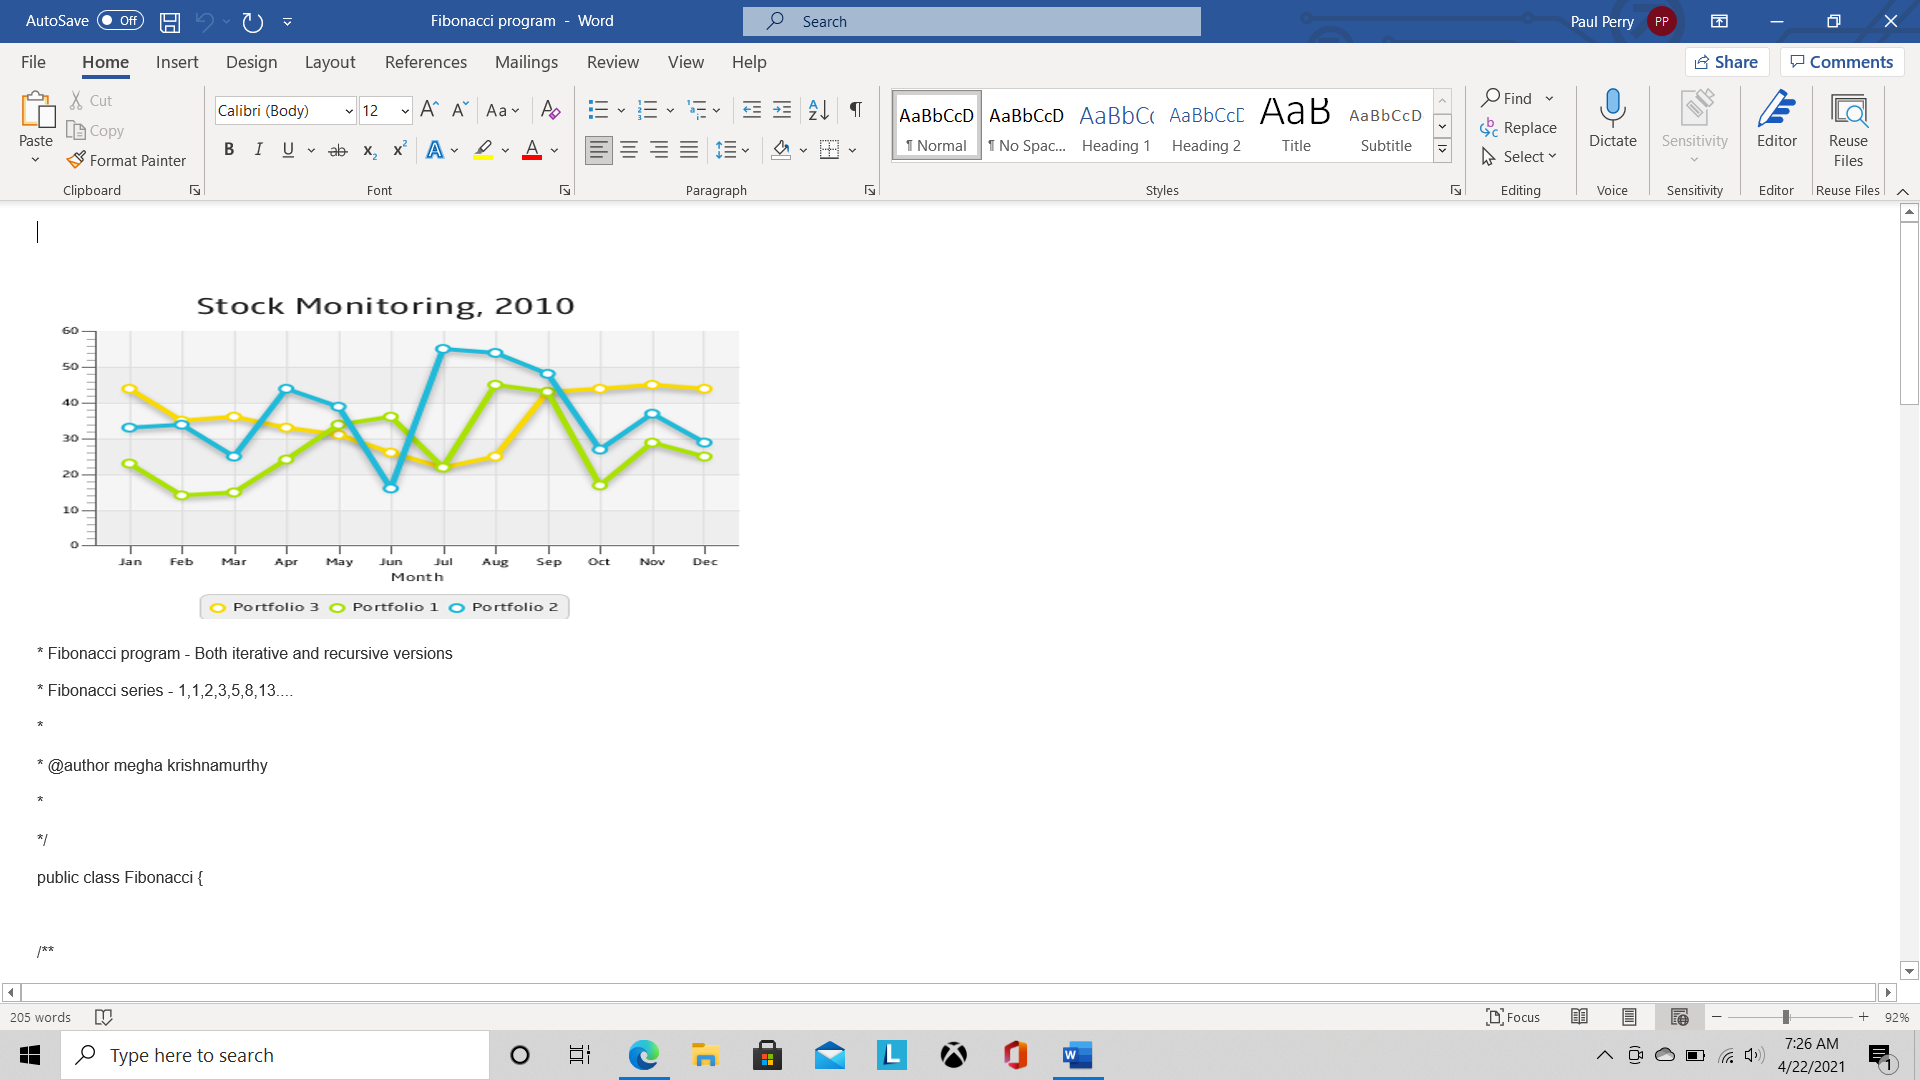 AutoSave Off
Fibonacci program - Word
Search
Paul Perry PP
File Home Insert Design Layout References Mailings Review View Help
Share Comments
Paste
Cut
Copy
Format Painter
Clipboard
Calibri (Body) 12
A A Aa A
B I U ab x2 x2 A A
Font
Paragraph
AaBbCcD AaBbCcD AaBbC AaBbCcD AaB AaBbCcD
¶ Normal ¶ No Spac... Heading 1 Heading 2 Title Subtitle
Styles
Find
Replace
Select
Editing
Dictate
Voice
Sensitivity
Sensitivity
Editor
Editor
Reuse
Files
Reuse Files
Stock Monitoring, 2010
60
50
40
30
20
10
0
Jan Feb Mar Apr May Jun Jul Aug Sep Oct Nov Dec
Month
Portfolio 3 Portfolio 1 Portfolio 2
* Fibonacci program - Both iterative and recursive versions
* Fibonacci series - 1,1,2,3,5,8,13....
*
* @author megha krishnamurthy
*
*/
public class Fibonacci {
/**
205 words
Focus
92%
Type here to search
7:26 AM
4/22/2021
1